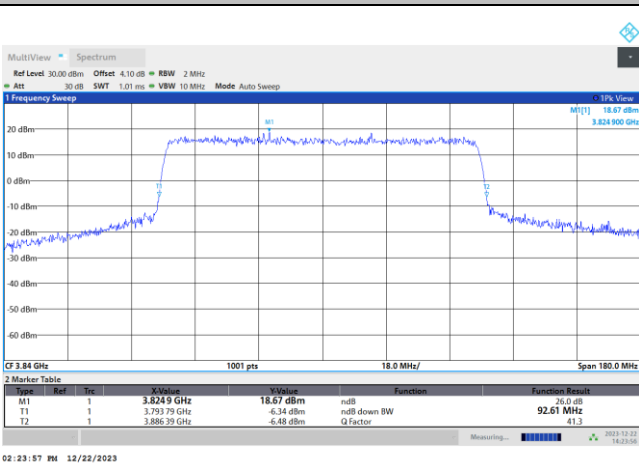 MultiView Spectrum
Ref Level 30.00 dBm Offset 4.10 dB RBW 2 MHz
Att 30 dB SWT 1.01 ms VBW 10 MHz Mode Auto Sweep
1 Frequency Sweep 1Pk View
M1[1] 18.67 dBm
3.824 900 GHz
M1
20 dBm
10 dBm
0 dBm
T1 T2
-10 dBm
-20 dBm
-30 dBm
-40 dBm
-50 dBm
-60 dBm
CF 3.84 GHz 1001 pts 18.0 MHz/ Span 180.0 MHz
2 Marker Table
Type Ref Trc X-Value Y-Value Function Function Result
M1 1 3.8249 GHz 18.67 dBm ndB 26.0 dB
T1 1 3.793 79 GHz -6.34 dBm ndB down BW 92.61 MHz
T2 1 3.886 39 GHz -6.48 dBm Q Factor 41.3
Measuring... 2023-12-22
14:23:56
02:23:57 PM 12/22/2023